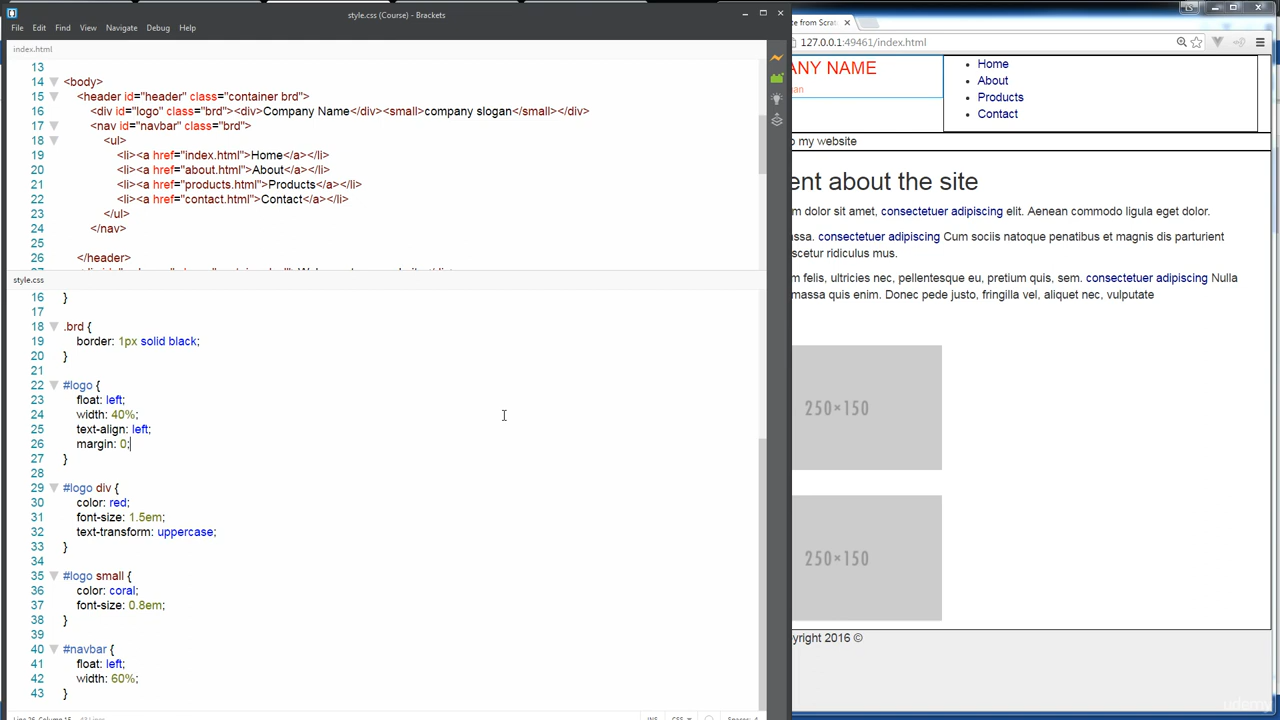 style.css (Course) - Brackets
File Edit Find View Navigate Debug Help
index.html
13
14 <body>
15 <header id="header" class="container brd">
16 <div id="logo" class="brd"><div>Company Name</div><small>company slogan</small></div>
17 <nav id="navbar" class="brd">
18 <ul>
19 <li><a href="index.html">Home</a></li>
20 <li><a href="about.html">About</a></li>
21 <li><a href="products.html">Products</a></li>
22 <li><a href="contact.html">Contact</a></li>
23 </ul>
24 </nav>
25
26 </header>
style.css
16 }
17
18 .brd {
19 border: 1px solid black;
20 }
21
22 #logo {
23 float: left;
24 width: 40%;
25 text-align: left;
26 margin: 0;
27 }
28
29 #logo div {
30 color: red;
31 font-size: 1.5em;
32 text-transform: uppercase;
33 }
34
35 #logo small {
36 color: coral;
37 font-size: 0.8em;
38 }
39
40 #navbar {
41 float: left;
42 width: 60%;
43 }
te from Scrat
127.0.0.1:49461/index.html
ANY NAME
gan
Home
About
Products
Contact
o my website
ent about the site
m dolor sit amet, consectetuer adipiscing elit. Aenean commodo ligula eget dolor.
assa. consectetuer adipiscing Cum sociis natoque penatibus et magnis dis parturient
scetur ridiculus mus.
m felis, ultricies nec, pellentesque eu, pretium quis, sem. consectetuer adipiscing Nulla
massa quis enim. Donec pede justo, fringilla vel, aliquet nec, vulputate
250×150
250×150
yright 2016 ©
udemy